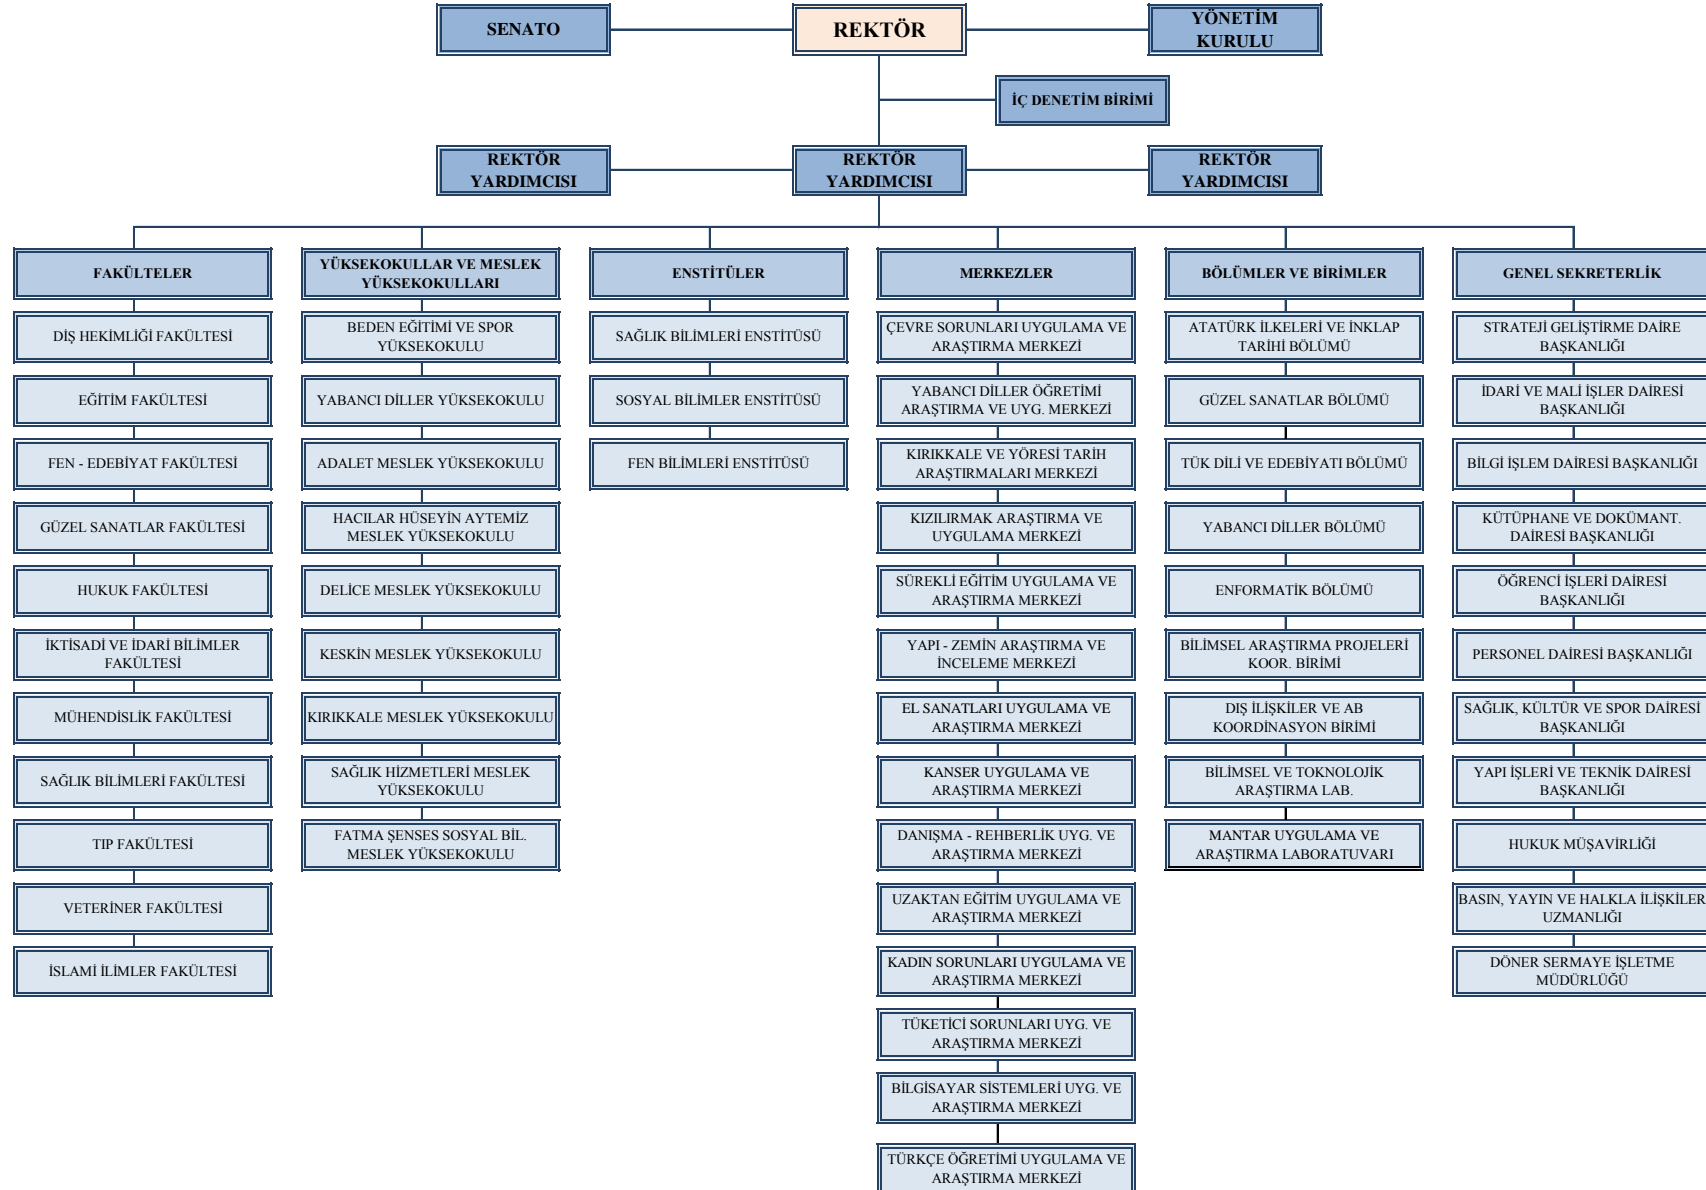 SENATO
REKTÖR
YÖNETİM
KURULU
İÇ DENETİM BİRİMİ
REKTÖR
YARDIMCISI
REKTÖR
YARDIMCISI
REKTÖR
YARDIMCISI
FAKÜLTELER
DİŞ HEKİMLİĞİ FAKÜLTESİ
EĞİTİM FAKÜLTESİ
FEN - EDEBİYAT FAKÜLTESİ
GÜZEL SANATLAR FAKÜLTESİ
HUKUK FAKÜLTESİ
İKTİSADİ VE İDARİ BİLİMLER
FAKÜLTESİ
MÜHENDİSLİK FAKÜLTESİ
SAĞLIK BİLİMLERİ FAKÜLTESİ
TIP FAKÜLTESİ
VETERİNER FAKÜLTESİ
İSLAMİ İLİMLER FAKÜLTESİ
YÜKSEKOKULLAR VE MESLEK
YÜKSEKOKULLARI
BEDEN EĞİTİMİ VE SPOR
YÜKSEKOKULU
YABANCI DİLLER YÜKSEKOKULU
ADALET MESLEK YÜKSEKOKULU
HACILAR HÜSEYİN AYTEMİZ
MESLEK YÜKSEKOKULU
DELİCE MESLEK YÜKSEKOKULU
KESKİN MESLEK YÜKSEKOKULU
KIRIKKALE MESLEK YÜKSEKOKULU
SAĞLIK HİZMETLERİ MESLEK
YÜKSEKOKULU
FATMA ŞENSES SOSYAL BİL.
MESLEK YÜKSEKOKULU
ENSTİTÜLER
SAĞLIK BİLİMLERİ ENSTİTÜSÜ
SOSYAL BİLİMLER ENSTİTÜSÜ
FEN BİLİMLERİ ENSTİTÜSÜ
MERKEZLER
ÇEVRE SORUNLARI UYGULAMA VE
ARAŞTIRMA MERKEZİ
YABANCI DİLLER ÖĞRETİMİ
ARAŞTIRMA VE UYG. MERKEZİ
KIRIKKALE VE YÖRESİ TARİH
ARAŞTIRMALARI MERKEZİ
KIZILIRMAK ARAŞTIRMA VE
UYGULAMA MERKEZİ
SÜREKLİ EĞİTİM UYGULAMA VE
ARAŞTIRMA MERKEZİ
YAPI - ZEMİN ARAŞTIRMA VE
İNCELEME MERKEZİ
EL SANATLARI UYGULAMA VE
ARAŞTIRMA MERKEZİ
KANSER UYGULAMA VE
ARAŞTIRMA MERKEZİ
DANIŞMA - REHBERLİK UYG. VE
ARAŞTIRMA MERKEZİ
UZAKTAN EĞİTİM UYGULAMA VE
ARAŞTIRMA MERKEZİ
KADIN SORUNLARI UYGULAMA VE
ARAŞTIRMA MERKEZİ
TÜKETİCİ SORUNLARI UYG. VE
ARAŞTIRMA MERKEZİ
BİLGİSAYAR SİSTEMLERİ UYG. VE
ARAŞTIRMA MERKEZİ
TÜRKÇE ÖĞRETİMİ UYGULAMA VE
ARAŞTIRMA MERKEZİ
BÖLÜMLER VE BİRİMLER
ATATÜRK İLKELERİ VE İNKLAP
TARİHİ BÖLÜMÜ
GÜZEL SANATLAR BÖLÜMÜ
TÜK DİLİ VE EDEBİYATI BÖLÜMÜ
YABANCI DİLLER BÖLÜMÜ
ENFORMATİK BÖLÜMÜ
BİLİMSEL ARAŞTIRMA PROJELERİ
KOOR. BİRİMİ
DIŞ İLİŞKİLER VE AB
KOORDİNASYON BİRİMİ
BİLİMSEL VE TOKNOLOJİK
ARAŞTIRMA LAB.
MANTAR UYGULAMA VE
ARAŞTIRMA LABORATUVARI
GENEL SEKRETERLİK
STRATEJİ GELİŞTİRME DAİRE
BAŞKANLIĞI
İDARİ VE MALİ İŞLER DAİRESİ
BAŞKANLIĞI
BİLGİ İŞLEM DAİRESİ BAŞKANLIĞI
KÜTÜPHANE VE DOKÜMANT.
DAİRESİ BAŞKANLIĞI
ÖĞRENCİ İŞLERİ DAİRESİ
BAŞKANLIĞI
PERSONEL DAİRESİ BAŞKANLIĞI
SAĞLIK, KÜLTÜR VE SPOR DAİRESİ
BAŞKANLIĞI
YAPI İŞLERİ VE TEKNİK DAİRESİ
BAŞKANLIĞI
HUKUK MÜŞAVİRLİĞİ
BASIN, YAYIN VE HALKLA İLİŞKİLER
UZMANLIĞI
DÖNER SERMAYE İŞLETME
MÜDÜRLÜĞÜ